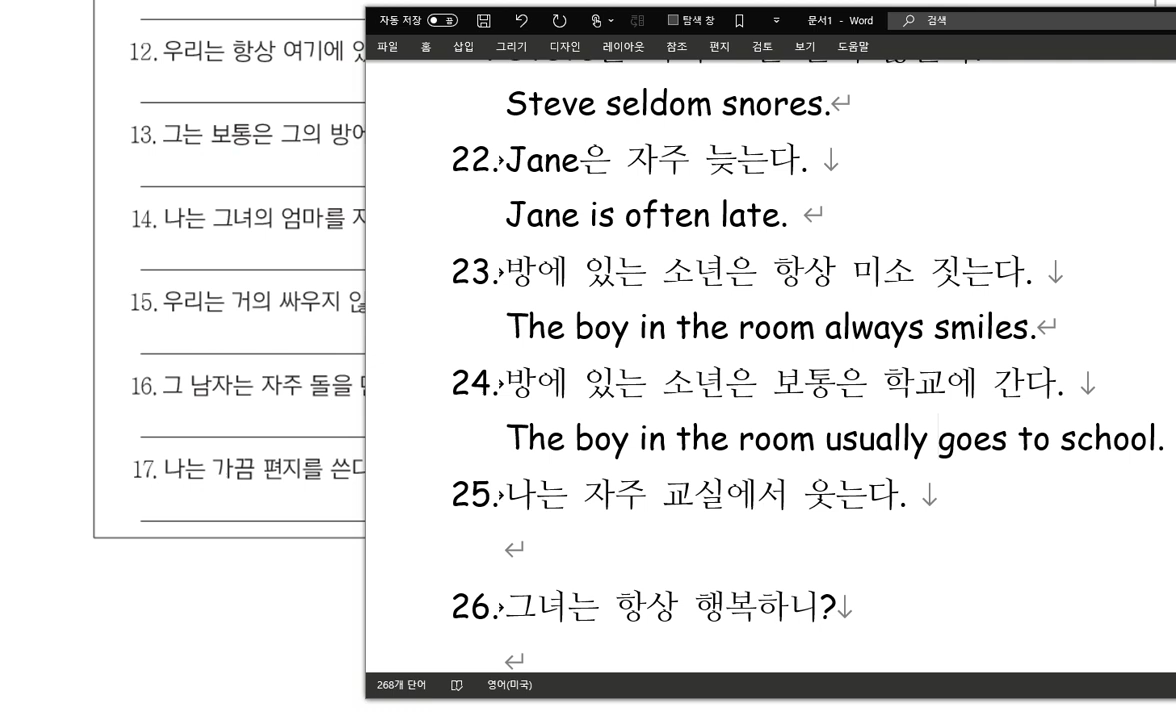 12. 우리는 항상 여기에
13. 그는 보통은 그의
14. 나는 그녀의 엄마를
15. 우리는 거의 싸우지
16. 그 남자는 자주 돌을
17. 나는 가끔 편지를 쓴다
자동 저장 끔 탐색 창 문서1 - Word 검색
파일 홈 삽입 그리기 디자인 레이아웃 참조 편지 검토 보기 도움말
Steve seldom snores.
22. Jane은 자주 늦는다.
Jane is often late.
23. 방에 있는 소년은 항상 미소 짓는다.
The boy in the room always smiles.
24. 방에 있는 소년은 보통은 학교에 간다.
The boy in the room usually goes to school.
25. 나는 자주 교실에서 웃는다.
26. 그녀는 항상 행복하니?
268개 단어 영어(미국)